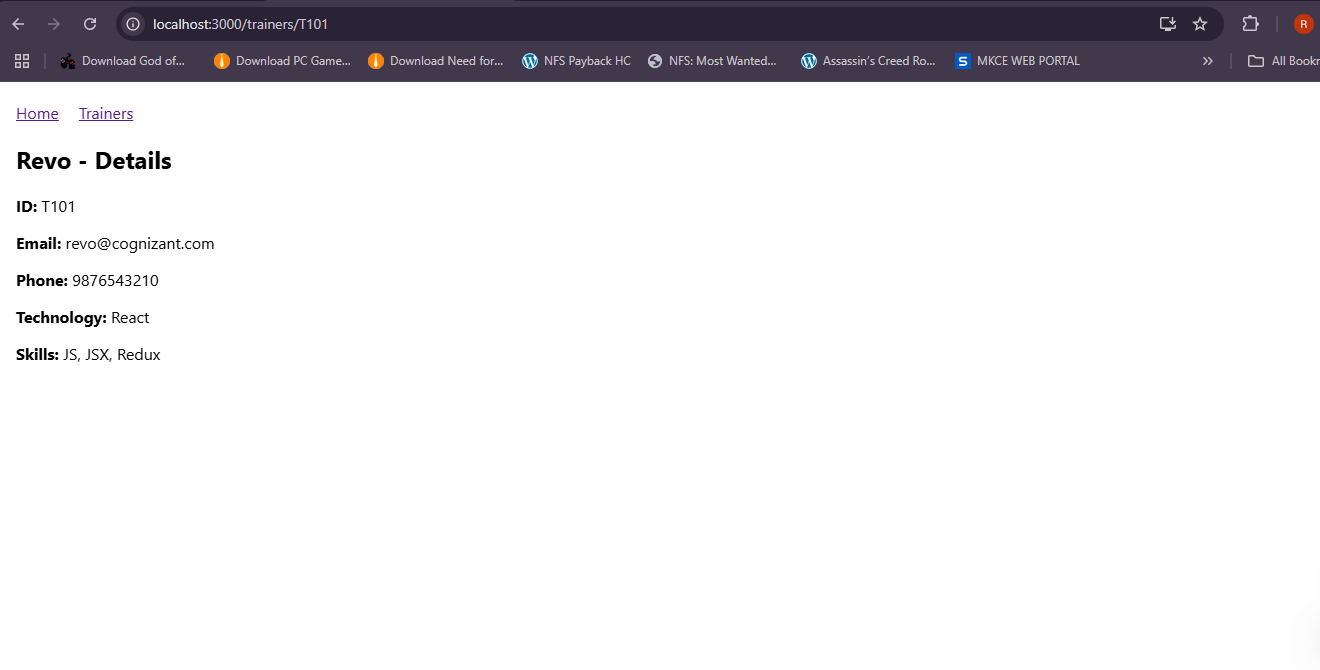 localhost:3000/trainers/T101
R
Download God of... Download PC Game... Download Need for... NFS Payback HC NFS: Most Wanted... Assassin's Creed Ro... S MKCE WEB PORTAL » All Bookr
Home Trainers
Revo - Details
ID: T101
Email: revo@cognizant.com
Phone: 9876543210
Technology: React
Skills: JS, JSX, Redux